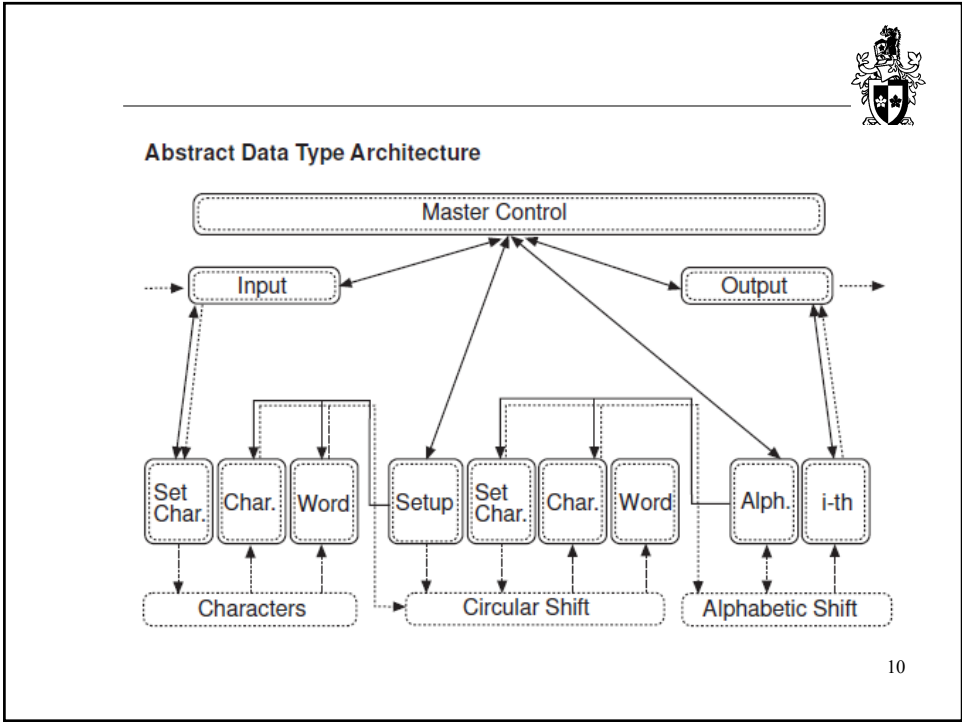 Abstract Data Type Architecture
Master Control
Input
Output
Set
Char.
Char.
Word
Setup
Set
Char.
Char.
Word
Alph.
i-th
Characters
Circular Shift
Alphabetic Shift
10